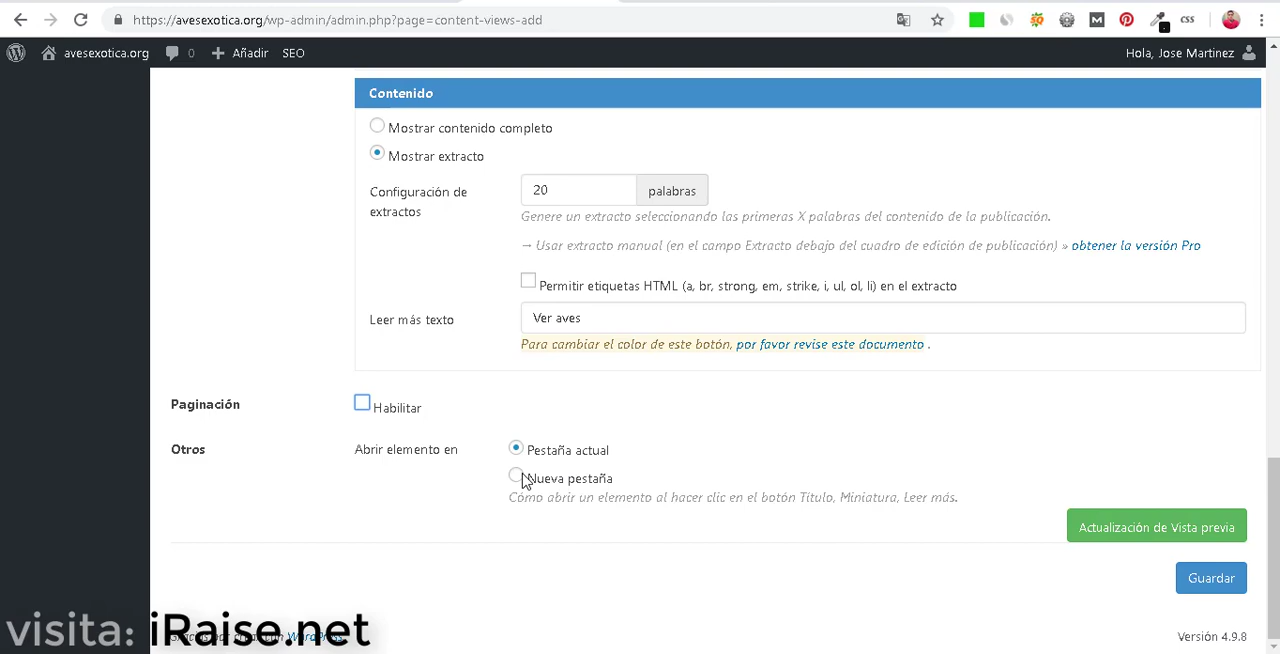 https://avesexotica.org/wp-admin/admin.php?page=content-views-add
CSS
avesexotica.org 0 + Añadir SEO Hola, Jose Martinez
Contenido
Mostrar contenido completo
Mostrar extracto
Configuración de extractos
20 palabras
Genere un extracto seleccionando las primeras X palabras del contenido de la publicación.
→ Usar extracto manual (en el campo Extracto debajo del cuadro de edición de publicación) » obtener la versión Pro
Permitir etiquetas HTML (a, br, strong, em, strike, i, ul, ol, li) en el extracto
Leer más texto Ver aves
Para cambiar el color de este botón, por favor revise este documento .
Paginación Habilitar
Otros Abrir elemento en Pestaña actual
Nueva pestaña
Cómo abrir un elemento al hacer clic en el botón Título, Miniatura, Leer más.
Actualización de Vista previa
Guardar
visita: iRaise.net
Versión 4.9.8